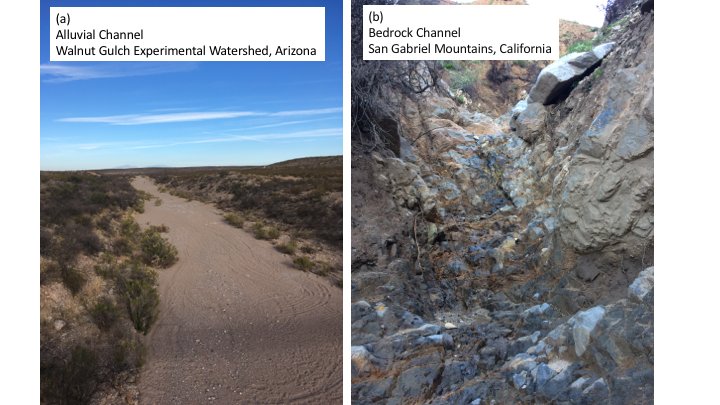 (a)
Alluvial Channel
Walnut Gulch Experimental Watershed, Arizona
(b)
Bedrock Channel
San Gabriel Mountains, California